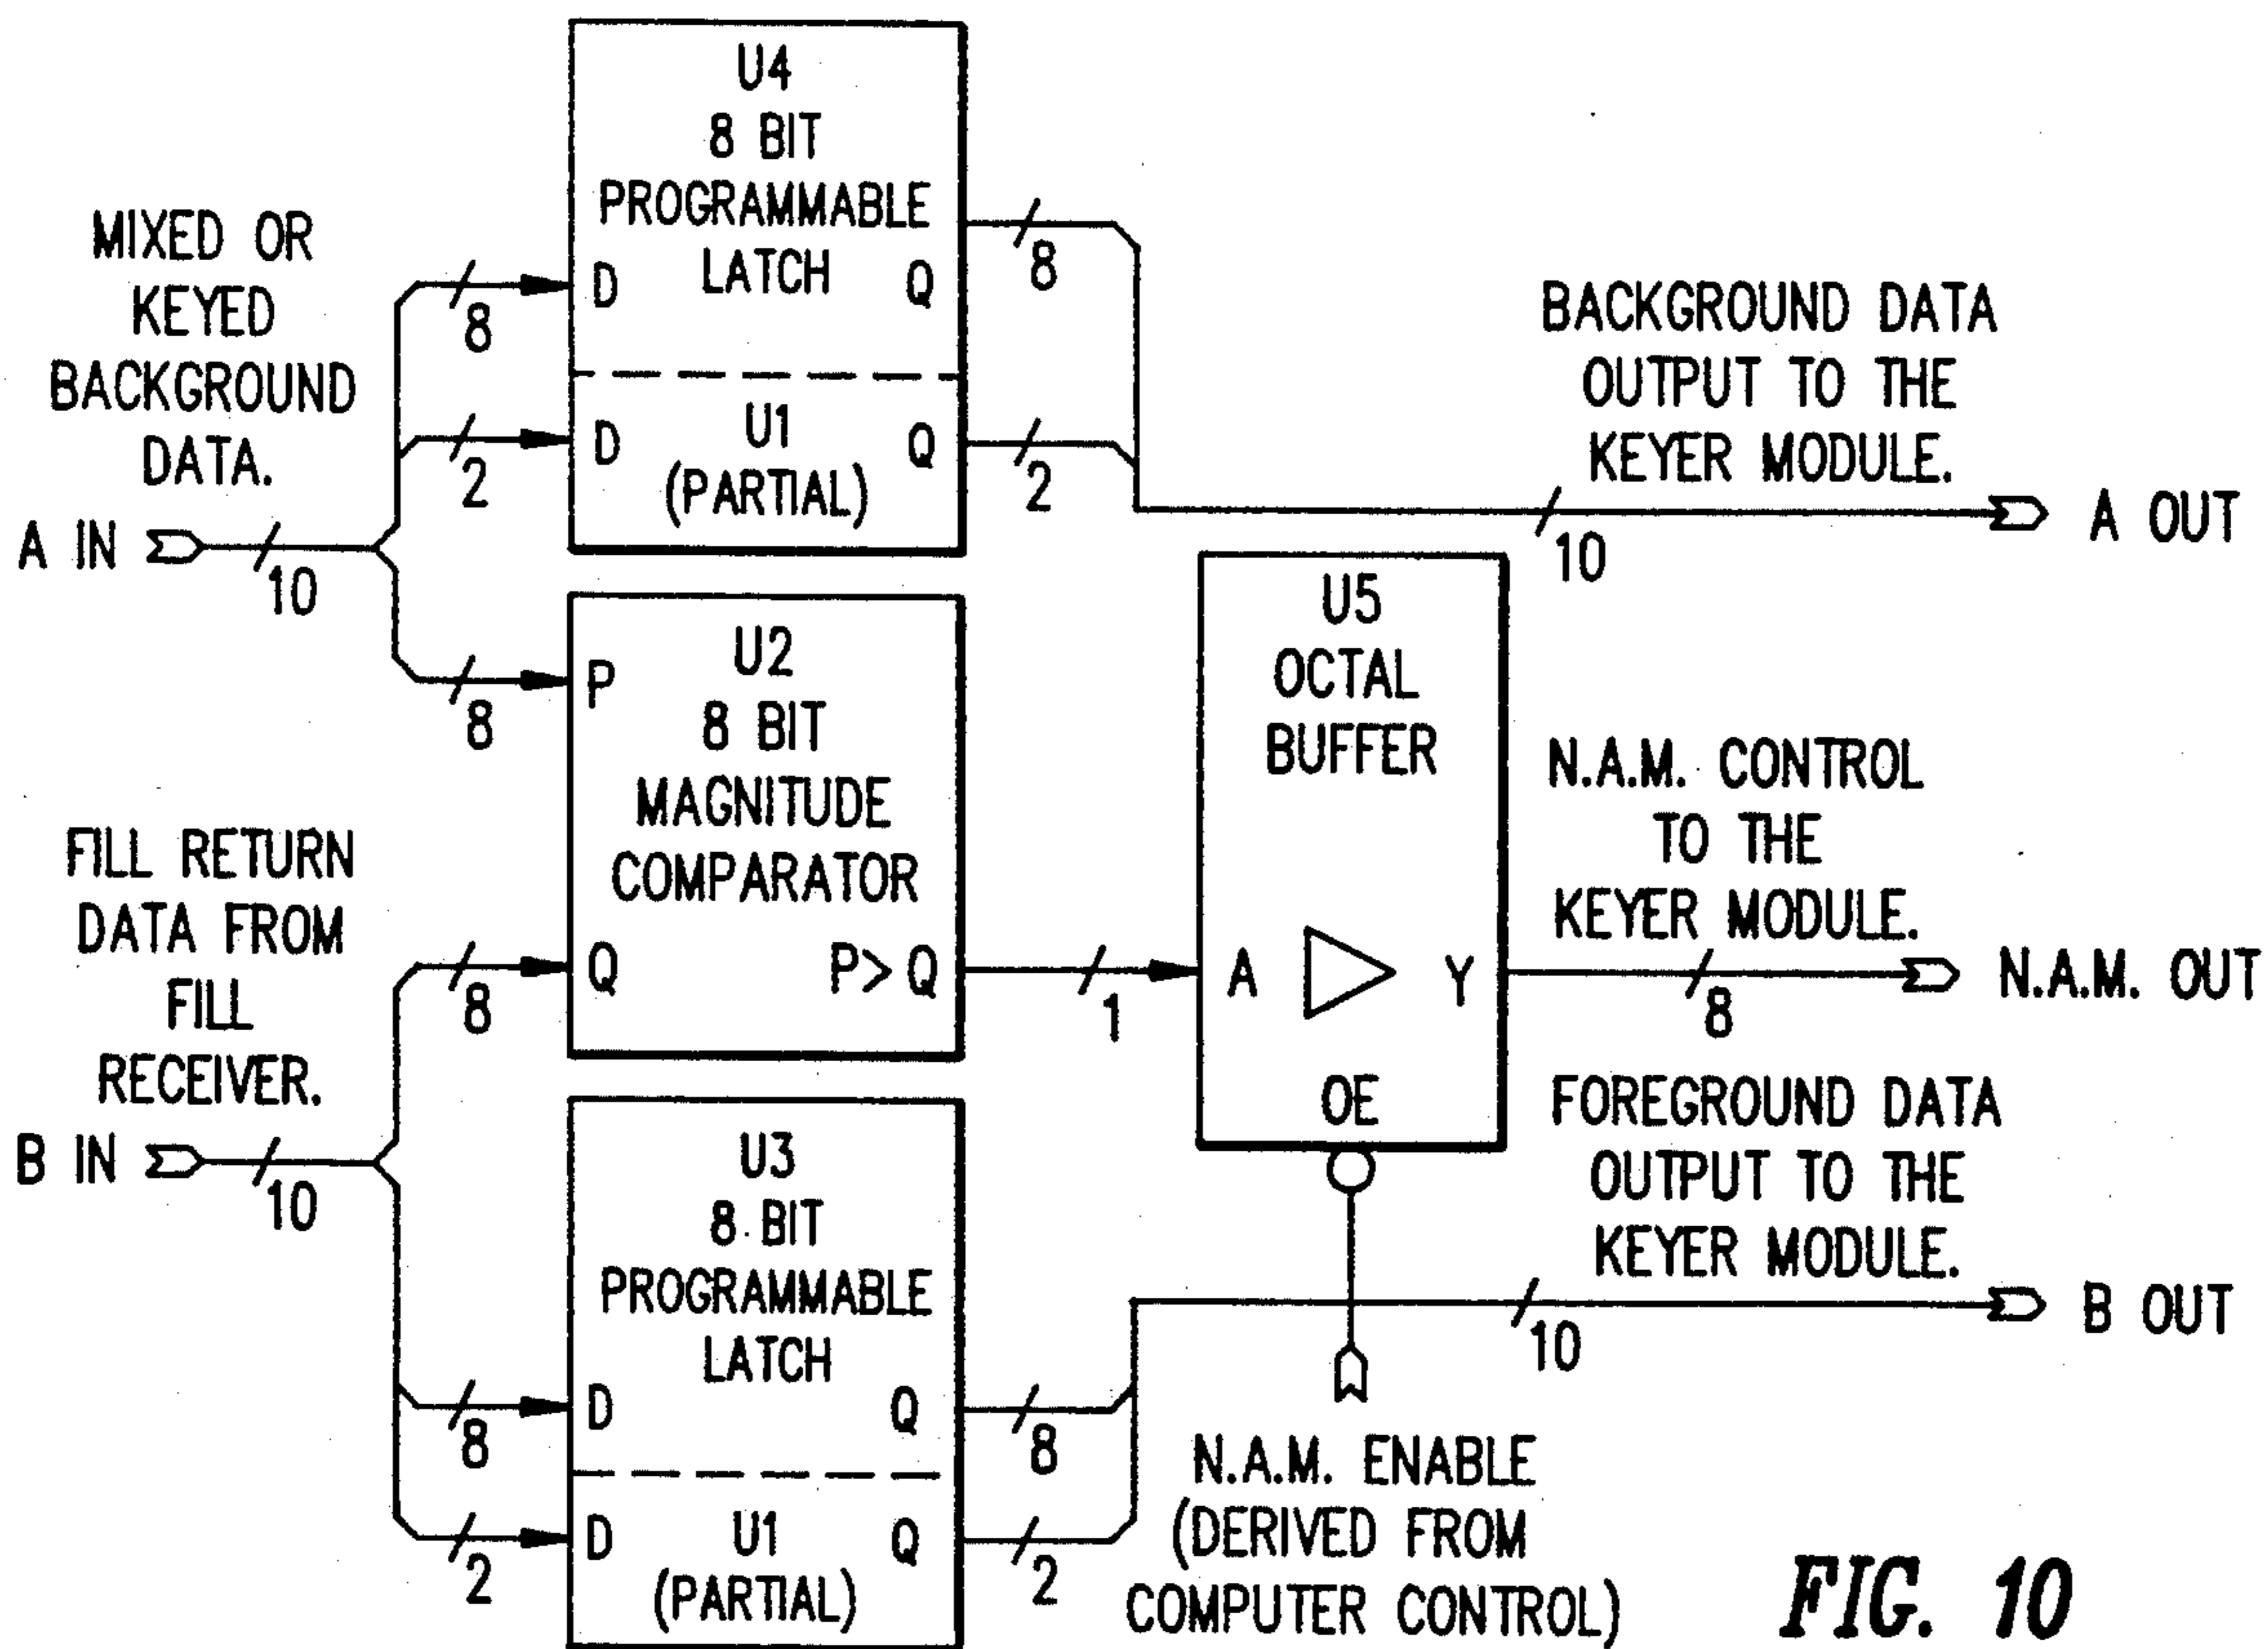 U4
8 BIT
PROGRAMMABLE
LATCH
D
Q
8
8
U1
(PARTIAL)
D
Q
2
2
MIXED OR
KEYED
BACKGROUND
DATA.
A IN
10
BACKGROUND DATA
OUTPUT TO THE
KEYER MODULE.
10
A OUT
U2
8 BIT
MAGNITUDE
COMPARATOR
P
8
Q
8
P> Q
1
U5
OCTAL
BUFFER
A
Y
OE
N.A.M. CONTROL
TO THE
KEYER MODULE.
8
N.A.M. OUT
FILL RETURN
DATA FROM
FILL
RECEIVER.
B IN
10
U3
8 BIT
PROGRAMMABLE
LATCH
D
Q
8
8
U1
(PARTIAL)
D
Q
2
2
FOREGROUND DATA
OUTPUT TO THE
KEYER MODULE.
10
B OUT
N.A.M. ENABLE
(DERIVED FROM
COMPUTER CONTROL)
FIG. 10